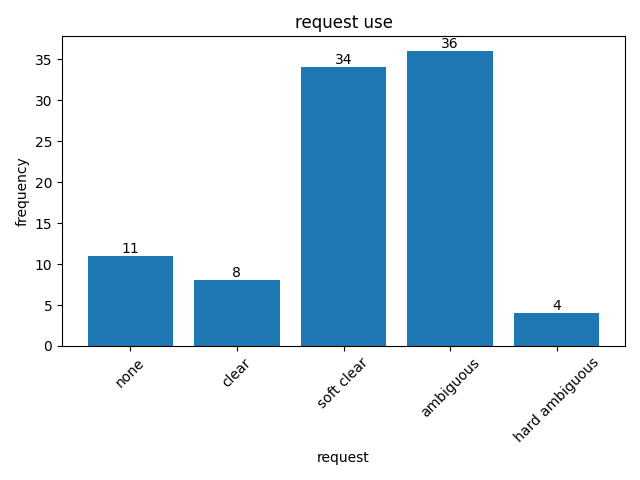 request use
frequency
35
30
25
20
15
10
5
0
11
8
34
36
4
none
clear
soft clear
ambiguous
hard ambiguous
request